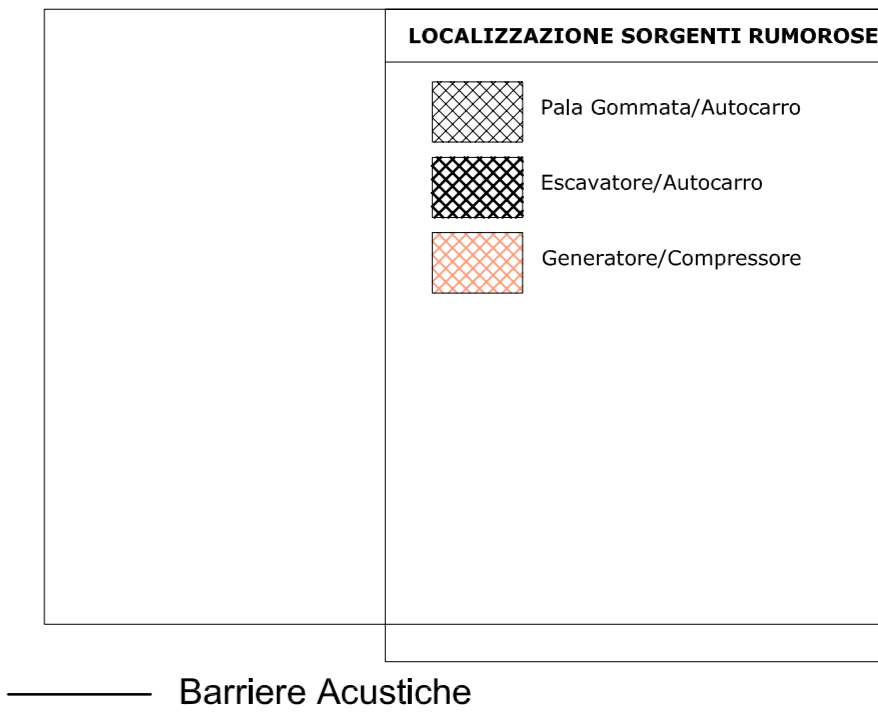 LOCALIZZAZIONE SORGENTI RUMOROSE
Pala Gommata/Autocarro
Escavatore/Autocarro
Generatore/Compressore
Barriere Acustiche